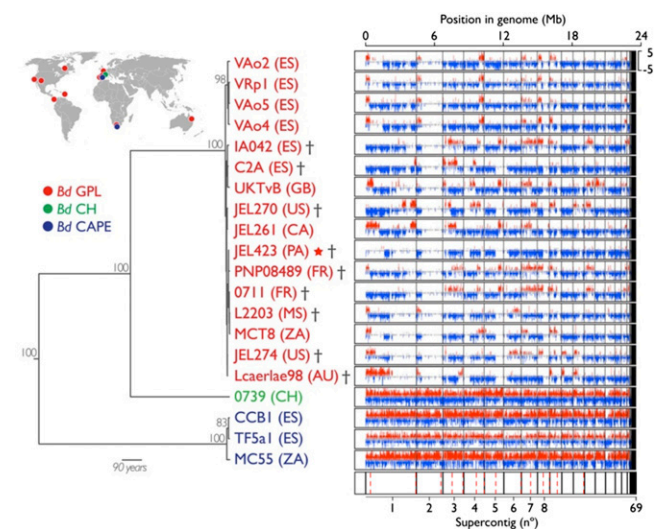 Position in genome (Mb)
0 6 12 18 24
5
-5
VAo2 (ES)
98
VRp1 (ES)
VAo5 (ES)
VAo4 (ES)
100
IA042 (ES) †
C2A (ES) †
UKTvB (GB)
Bd GPL
Bd CH
Bd CAPE
JEL270 (US) †
JEL261 (CA)
JEL423 (PA) ★ †
100
PNP08489 (FR) †
0711 (FR) †
L2203 (MS) †
MCT8 (ZA)
100
JEL274 (US) †
Lcaerlae98 (AU) †
0739 (CH)
83
CCB1 (ES)
100
TF5a1 (ES)
MC55 (ZA)
90 years
1 2 3 4 5 6 7 8 69
Supercontig (nº)